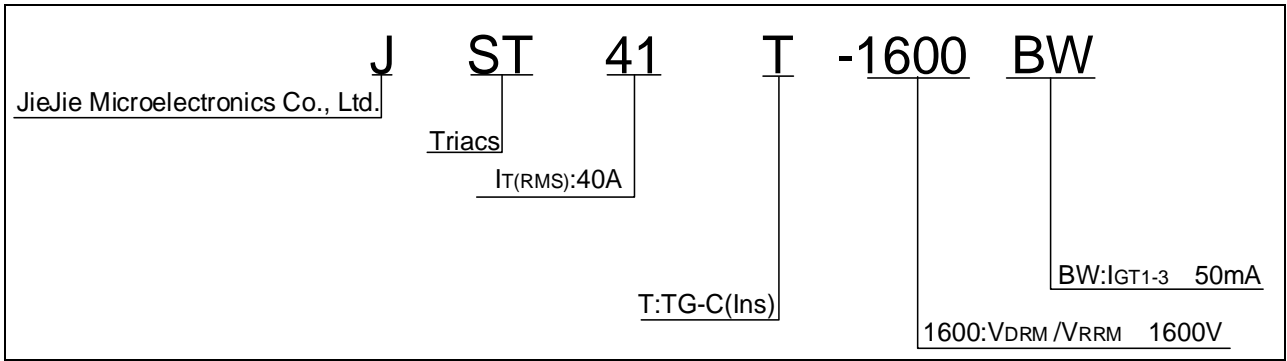 J ST 41 T -1600 BW
JieJie Microelectronics Co., Ltd.
Triacs
IT(RMS):40A
BW:IGT1-3 50mA
T:TG-C(Ins)
1600:VDRM /VRRM 1600V